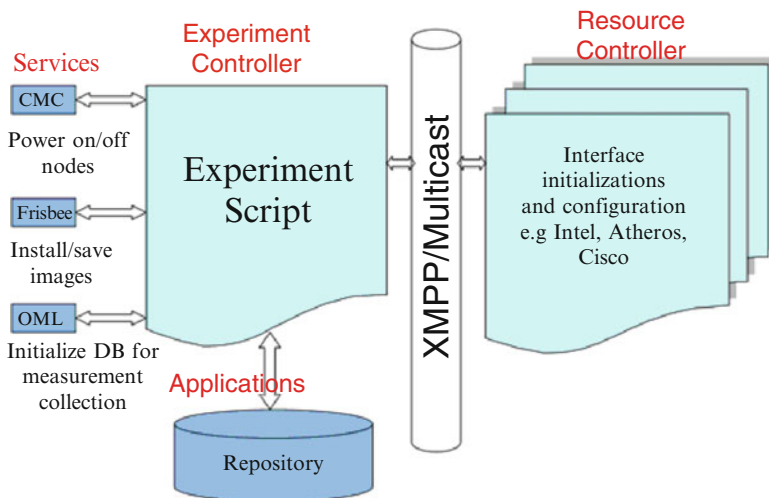 Services
CMC
Power on/off
nodes
Frisbee
Install/save
images
OML
Initialize DB for
measurement
collection
Experiment
Controller
Experiment
Script
Applications
Repository
XMPP/Multicast
Resource
Controller
Interface
initializations
and configuration
e.g Intel, Atheros,
Cisco